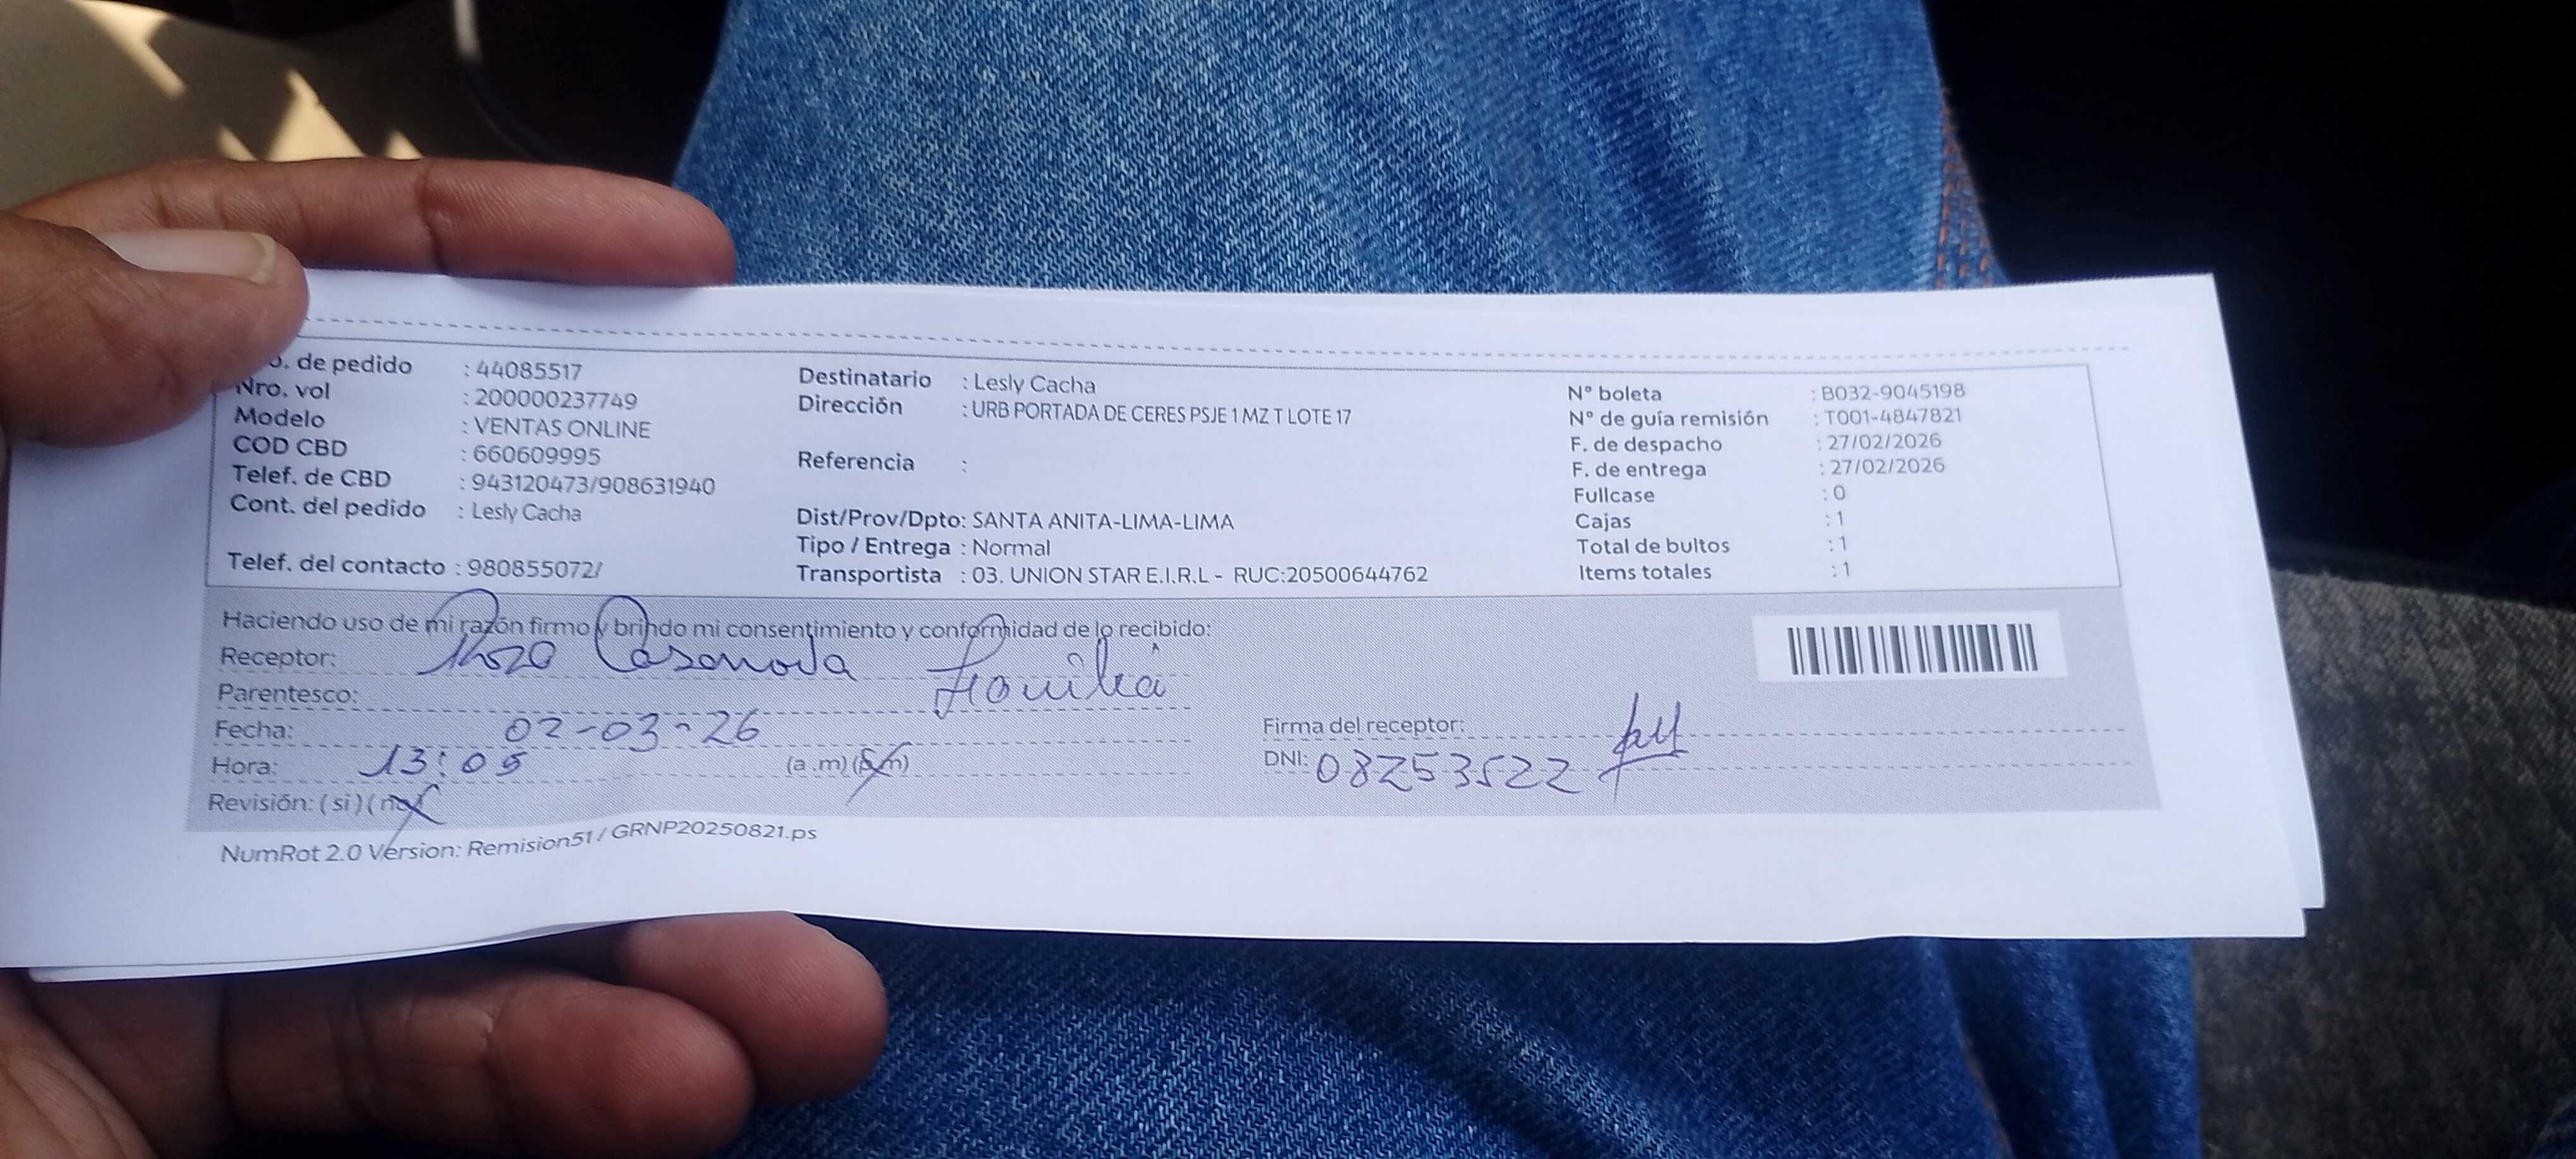 o. de pedido : 44085517
Nro. vol : 200000237749
Modelo : VENTAS ONLINE
COD CBD : 660609995
Telef. de CBD : 943120473/908631940
Cont. del pedido : Lesly Cacha
Telef. del contacto : 980855072/
Destinatario : Lesly Cacha
Dirección : URB PORTADA DE CERES PSJE 1 MZ T LOTE 17
Referencia :
Dist/Prov/Dpto: SANTA ANITA-LIMA-LIMA
Tipo / Entrega : Normal
Transportista : 03. UNION STAR E.I.R.L - RUC:20500644762
N° boleta : B032-9045198
N° de guía remisión : T001-4847821
F. de despacho : 27/02/2026
F. de entrega : 27/02/2026
Fullcase : 0
Cajas : 1
Total de bultos : 1
Items totales : 1
Haciendo uso de mi razón firmo y brindo mi consentimiento y conformidad de lo recibido:
Receptor: Casanova
Parentesco:
Fecha: 02-03-26
Hora: 13:05 (a .m) (p.m)
Revisión: ( si ) ( no )
Firma del receptor:
DNI: 08253522
NumRot 2.0 Version: Remision51 / GRNP20250821.ps